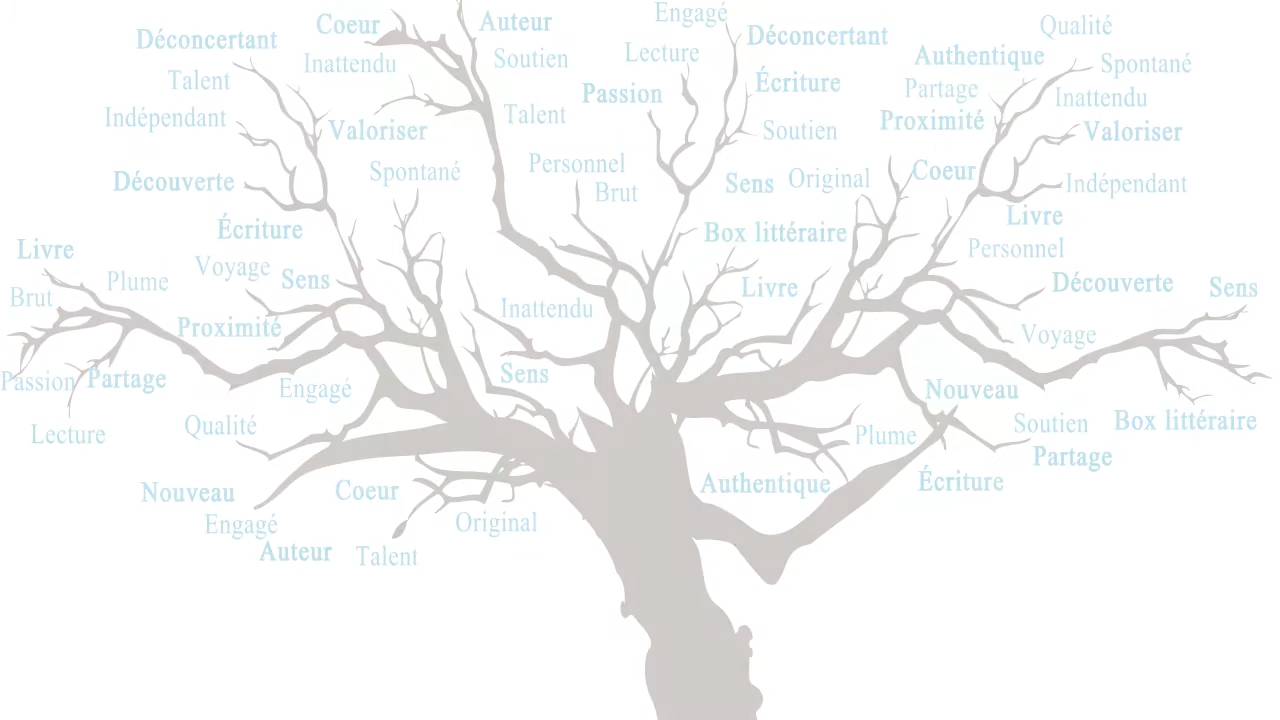 Engagé
Coeur
Auteur
Qualité
Déconcertant
Déconcertant
Lecture
Authentique
Inattendu
Soutien
Spontané
Talent
Écriture
Partage
Passion
Inattendu
Talent
Indépendant
Proximité
Valoriser
Soutien
Valoriser
Personnel
Spontané
Coeur
Original
Découverte
Sens
Indépendant
Brut
Livre
Écriture
Box littéraire
Livre
Personnel
Voyage
Sens
Plume
Découverte
Livre
Sens
Brut
Inattendu
Proximité
Voyage
Sens
Passion
Partage
Engagé
Nouveau
Box littéraire
Qualité
Soutien
Lecture
Plume
Partage
Authentique
Écriture
Nouveau
Coeur
Original
Engagé
Auteur
Talent